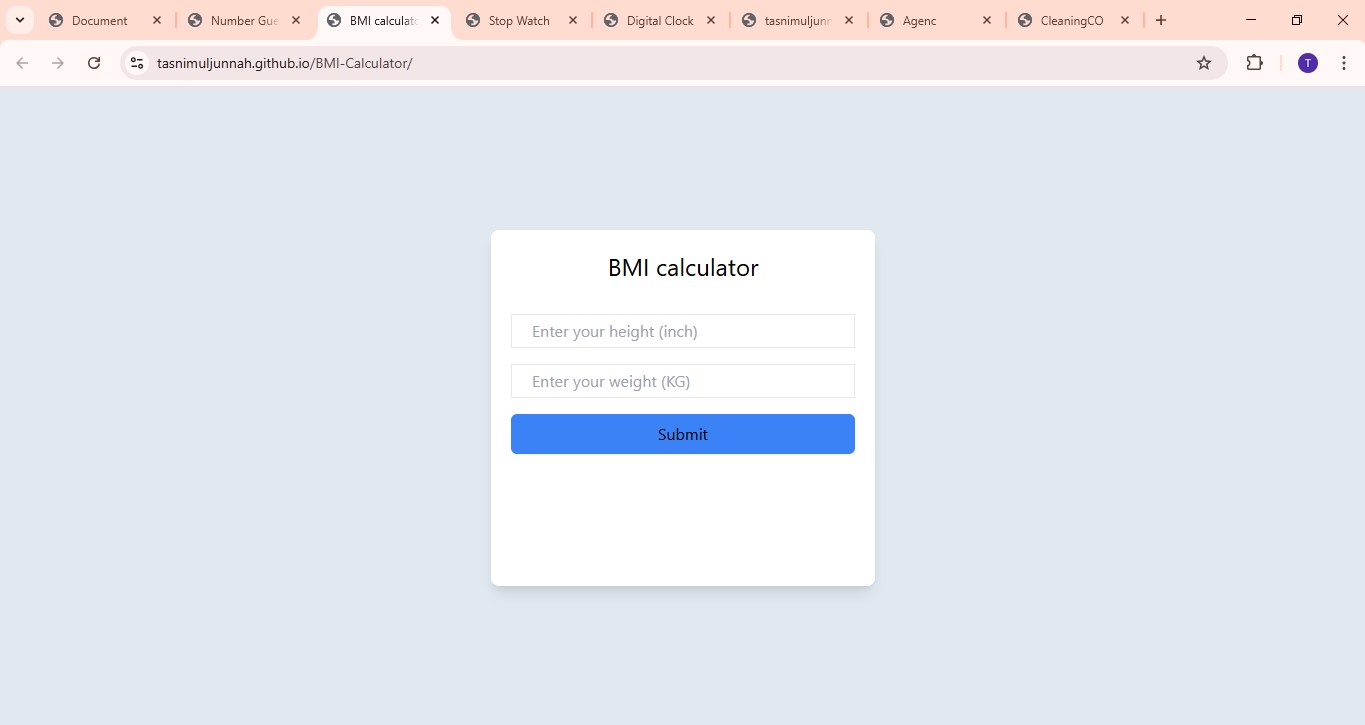 Document
Number Gue
BMI calculato
Stop Watch
Digital Clock
tasnimuljunn
Agenc
CleaningCO
tasnimuljunnah.github.io/BMI-Calculator/
T
BMI calculator
Enter your height (inch)
Enter your weight (KG)
Submit